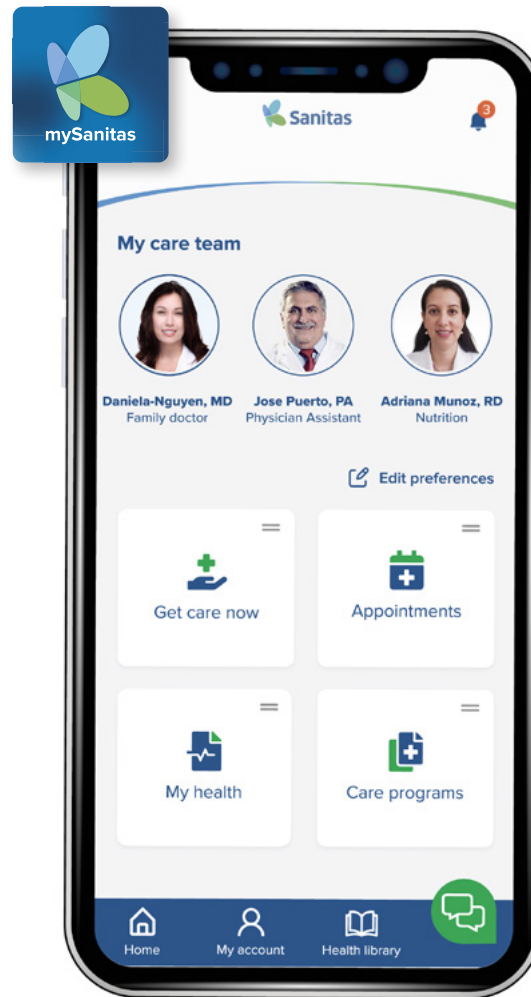 mySanitas
Sanitas
3
My care team
Daniela-Nguyen, MD
Family doctor
Jose Puerto, PA
Physician Assistant
Adriana Munoz, RD
Nutrition
Edit preferences
Get care now
Appointments
My health
Care programs
Home
My account
Health library